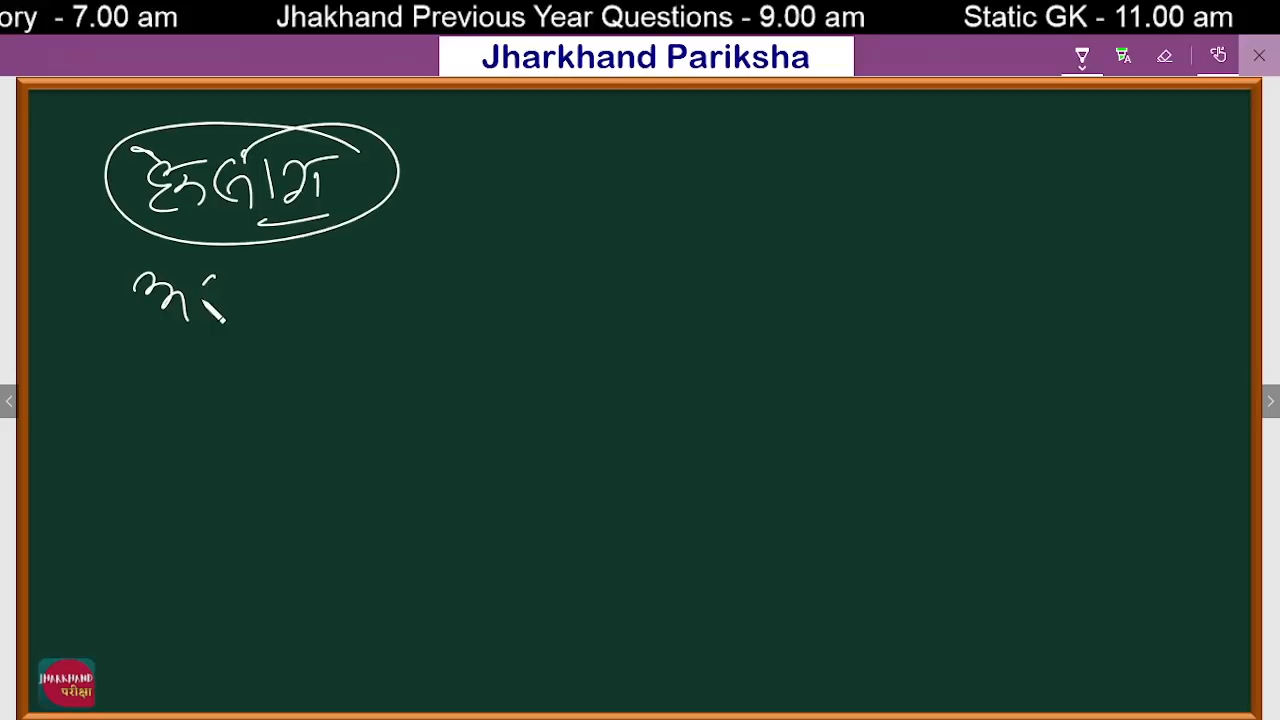 ory - 7.00 am Jhakhand Previous Year Questions - 9.00 am Static GK - 11.00 am
Jharkhand Pariksha
JHARKHAND
परीक्षा